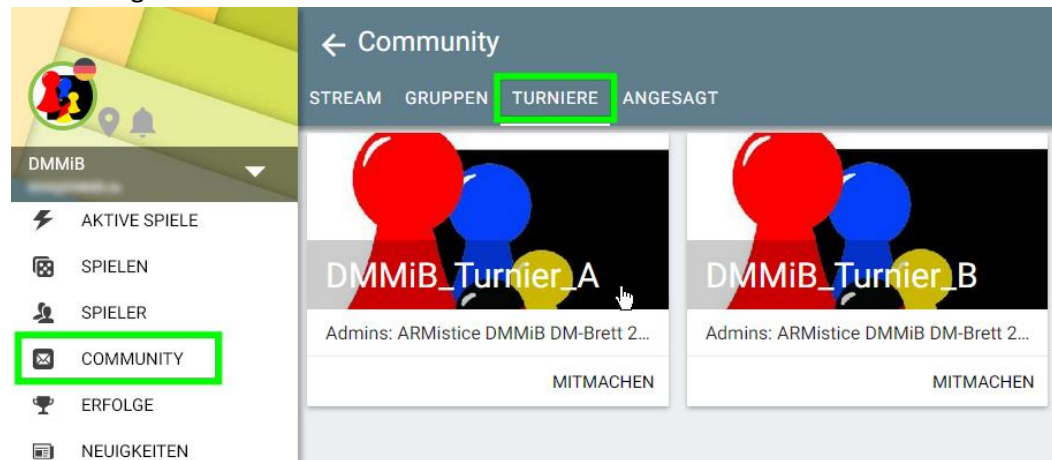 DMMiB
AKTIVE SPIELE
SPIELEN
SPIELER
COMMUNITY
ERFOLGE
NEUIGKEITEN
← Community
STREAM GRUPPEN TURNIERE ANGESAGT
DMMiB_Turnier_A
Admins: ARMistice DMMiB DM-Brett 2...
MITMACHEN
DMMiB_Turnier_B
Admins: ARMistice DMMiB DM-Brett 2...
MITMACHEN